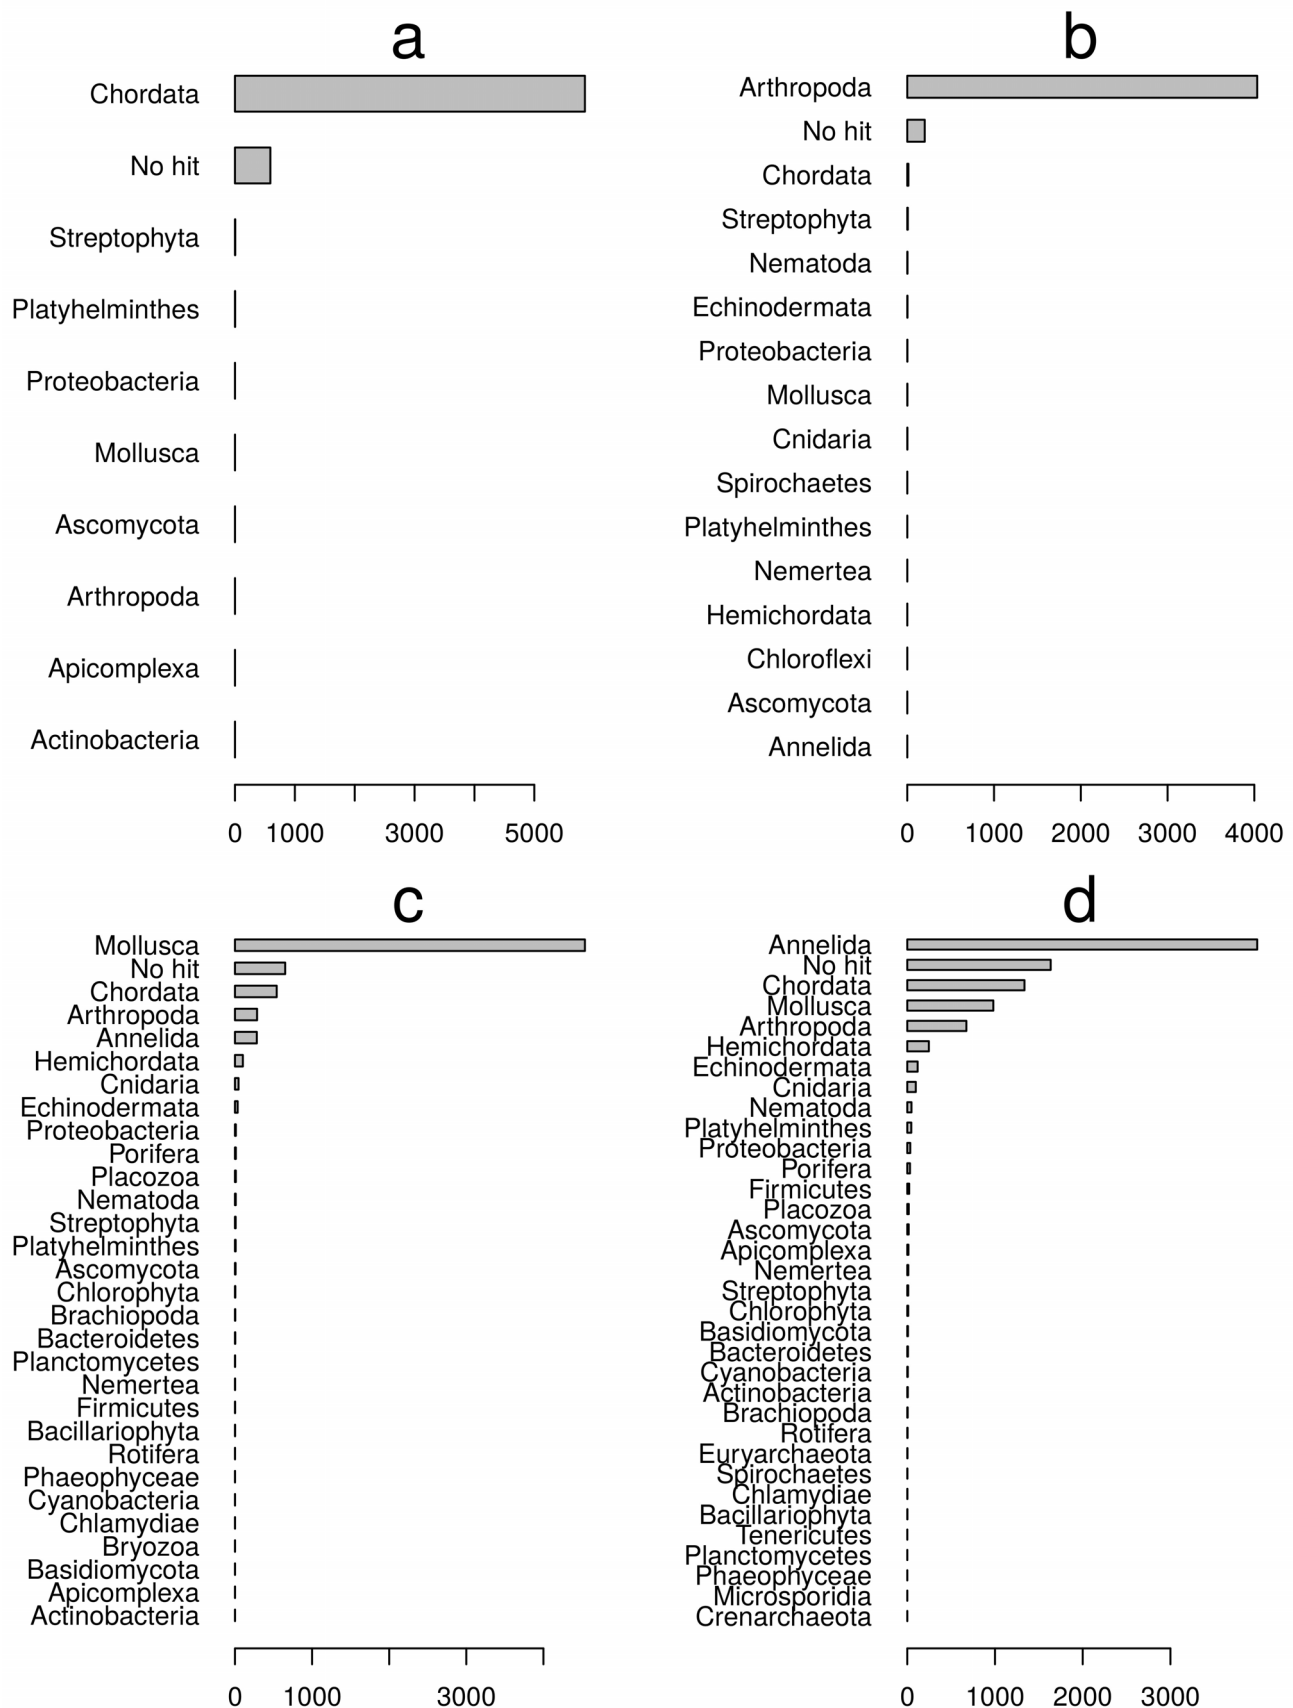 a
Chordata
No hit
Streptophyta
Platyhelminthes
Proteobacteria
Mollusca
Ascomycota
Arthropoda
Apicomplexa
Actinobacteria
0 1000 3000 5000
b
Arthropoda
No hit
Chordata
Streptophyta
Nematoda
Echinodermata
Proteobacteria
Mollusca
Cnidaria
Spirochaetes
Platyhelminthes
Nemertea
Hemichordata
Chloroflexi
Ascomycota
Annelida
0 1000 2000 3000 4000
c
Mollusca
No hit
Chordata
Arthropoda
Annelida
Hemichordata
Cnidaria
Echinodermata
Proteobacteria
Porifera
Placozoa
Nematoda
Streptophyta
Platyhelminthes
Ascomycota
Chlorophyta
Brachiopoda
Bacteroidetes
Planctomycetes
Nemertea
Firmicutes
Bacillariophyta
Rotifera
Phaeophyceae
Cyanobacteria
Chlamydiae
Bryozoa
Basidiomycota
Apicomplexa
Actinobacteria
0 1000 3000
d
Annelida
No hit
Chordata
Mollusca
Arthropoda
Hemichordata
Echinodermata
Cnidaria
Nematoda
Platyhelminthes
Proteobacteria
Porifera
Firmicutes
Placozoa
Ascomycota
Apicomplexa
Nemertea
Streptophyta
Chlorophyta
Basidiomycota
Bacteroidetes
Cyanobacteria
Actinobacteria
Brachiopoda
Rotifera
Euryarchaeota
Spirochaetes
Chlamydiae
Bacillariophyta
Tenericutes
Planctomycetes
Phaeophyceae
Microsporidia
Crenarchaeota
0 1000 2000 3000